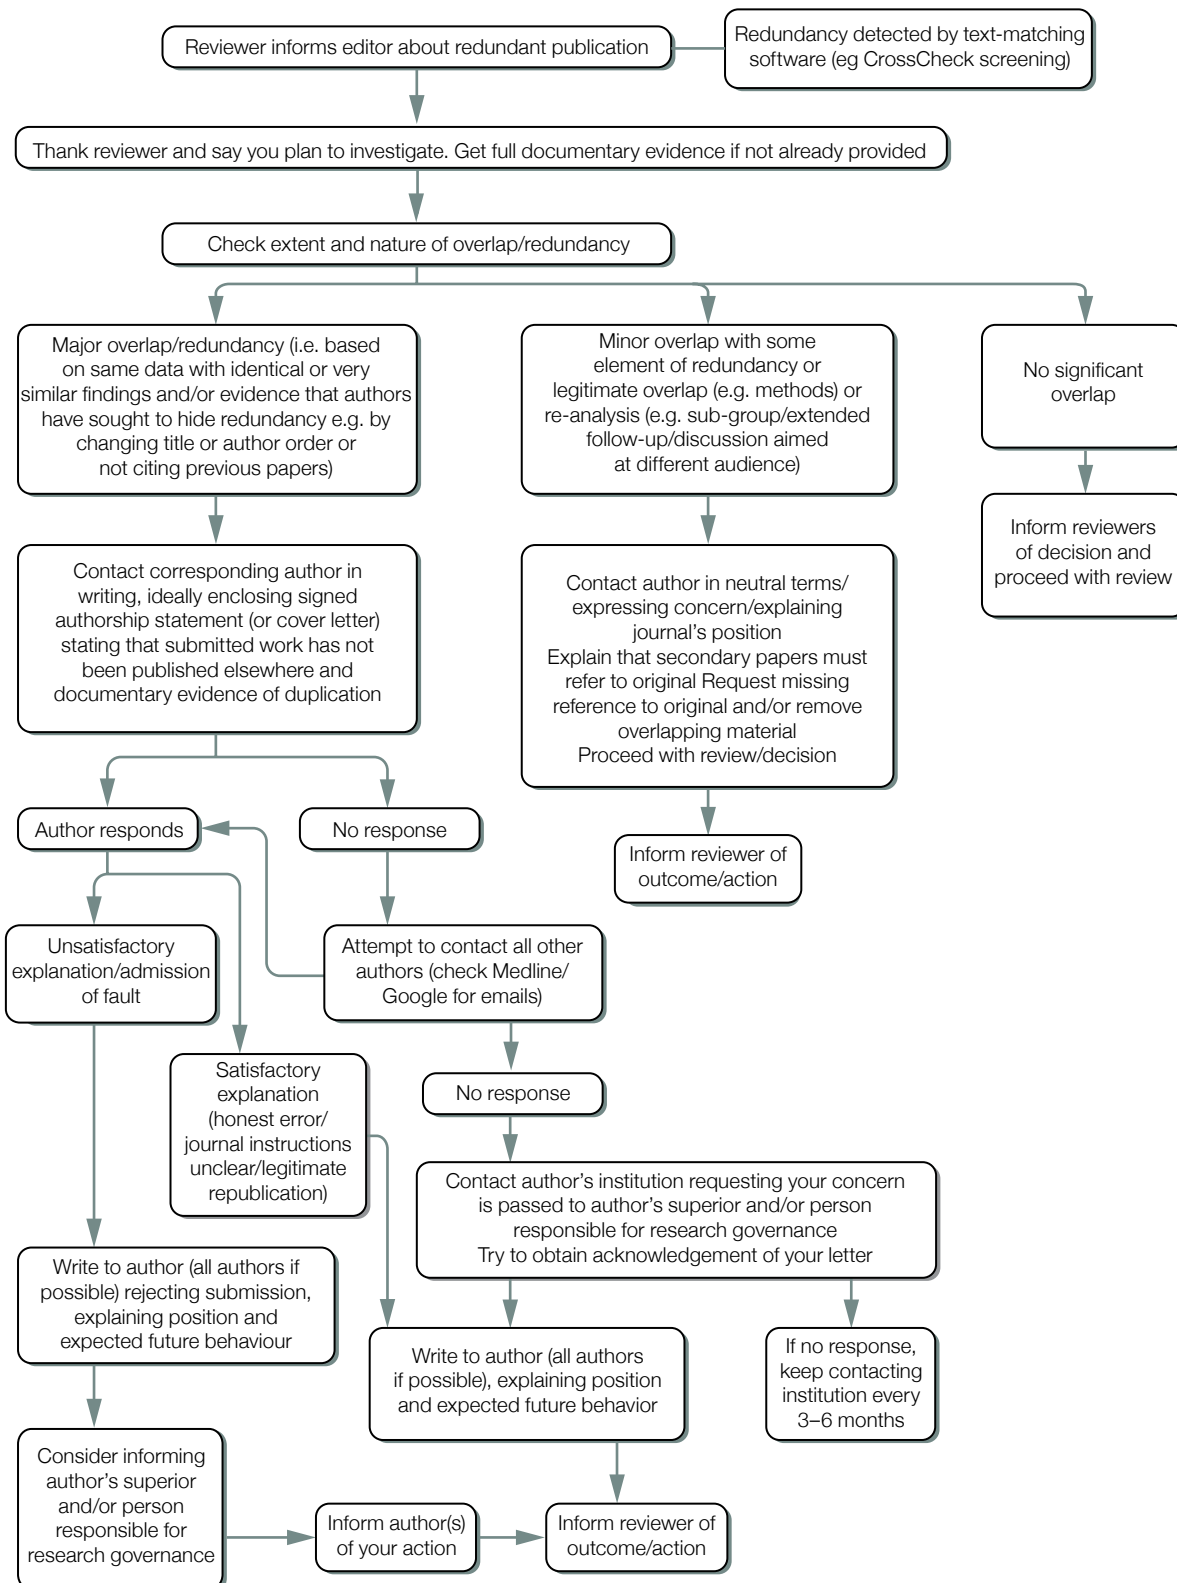 Reviewer informs editor about redundant publication
Redundancy detected by text-matching
software (eg CrossCheck screening)
Thank reviewer and say you plan to investigate. Get full documentary evidence if not already provided
Check extent and nature of overlap/redundancy
Major overlap/redundancy (i.e. based
on same data with identical or very
similar findings and/or evidence that authors
have sought to hide redundancy e.g. by
changing title or author order or
not citing previous papers)
Minor overlap with some
element of redundancy or
legitimate overlap (e.g. methods) or
re-analysis (e.g. sub-group/extended
follow-up/discussion aimed
at different audience)
No significant
overlap
Contact corresponding author in
writing, ideally enclosing signed
authorship statement (or cover letter)
stating that submitted work has not
been published elsewhere and
documentary evidence of duplication
Contact author in neutral terms/
expressing concern/explaining
journal's position
Explain that secondary papers must
refer to original Request missing
reference to original and/or remove
overlapping material
Proceed with review/decision
Inform reviewers
of decision and
proceed with review
Author responds
No response
Inform reviewer of
outcome/action
Unsatisfactory
explanation/admission
of fault
Attempt to contact all other
authors (check Medline/
Google for emails)
Satisfactory
explanation
(honest error/
journal instructions
unclear/legitimate
republication)
No response
Contact author's institution requesting your concern
is passed to author's superior and/or person
responsible for research governance
Try to obtain acknowledgement of your letter
Write to author (all authors if
possible) rejecting submission,
explaining position and
expected future behaviour
Write to author (all authors
if possible), explaining position
and expected future behavior
If no response,
keep contacting
institution every
3–6 months
Consider informing
author's superior
and/or person
responsible for
research governance
Inform author(s)
of your action
Inform reviewer of
outcome/action